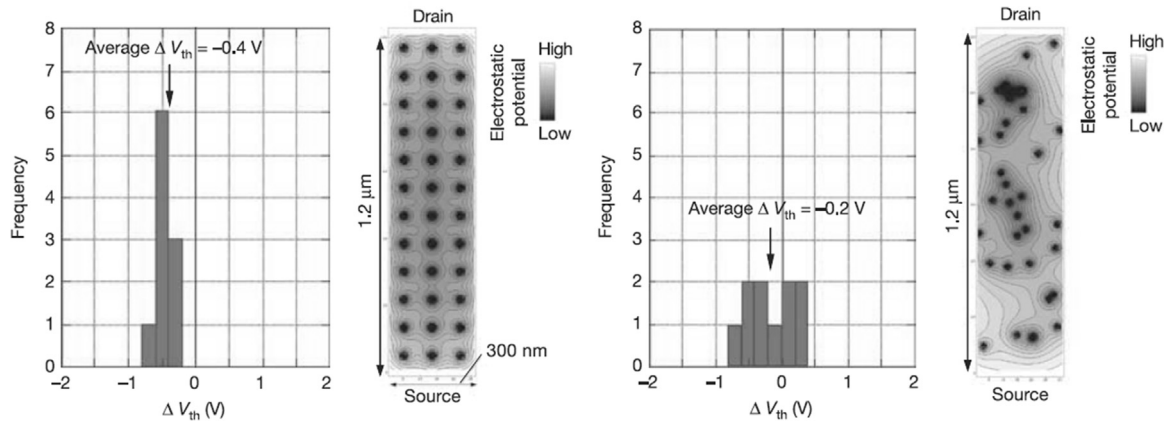 8
7
6
5
4
3
2
1
0
Frequency
Average Δ Vth = –0.4 V
–2
–1
0
1
2
Δ Vth (V)
Drain
1.2 μm
Source
300 nm
High
Low
Electrostatic
potential
8
7
6
5
4
3
2
1
0
Frequency
Average Δ Vth = –0.2 V
–2
–1
0
1
2
Δ Vth (V)
Drain
1.2 μm
Source
High
Low
Electrostatic
potential